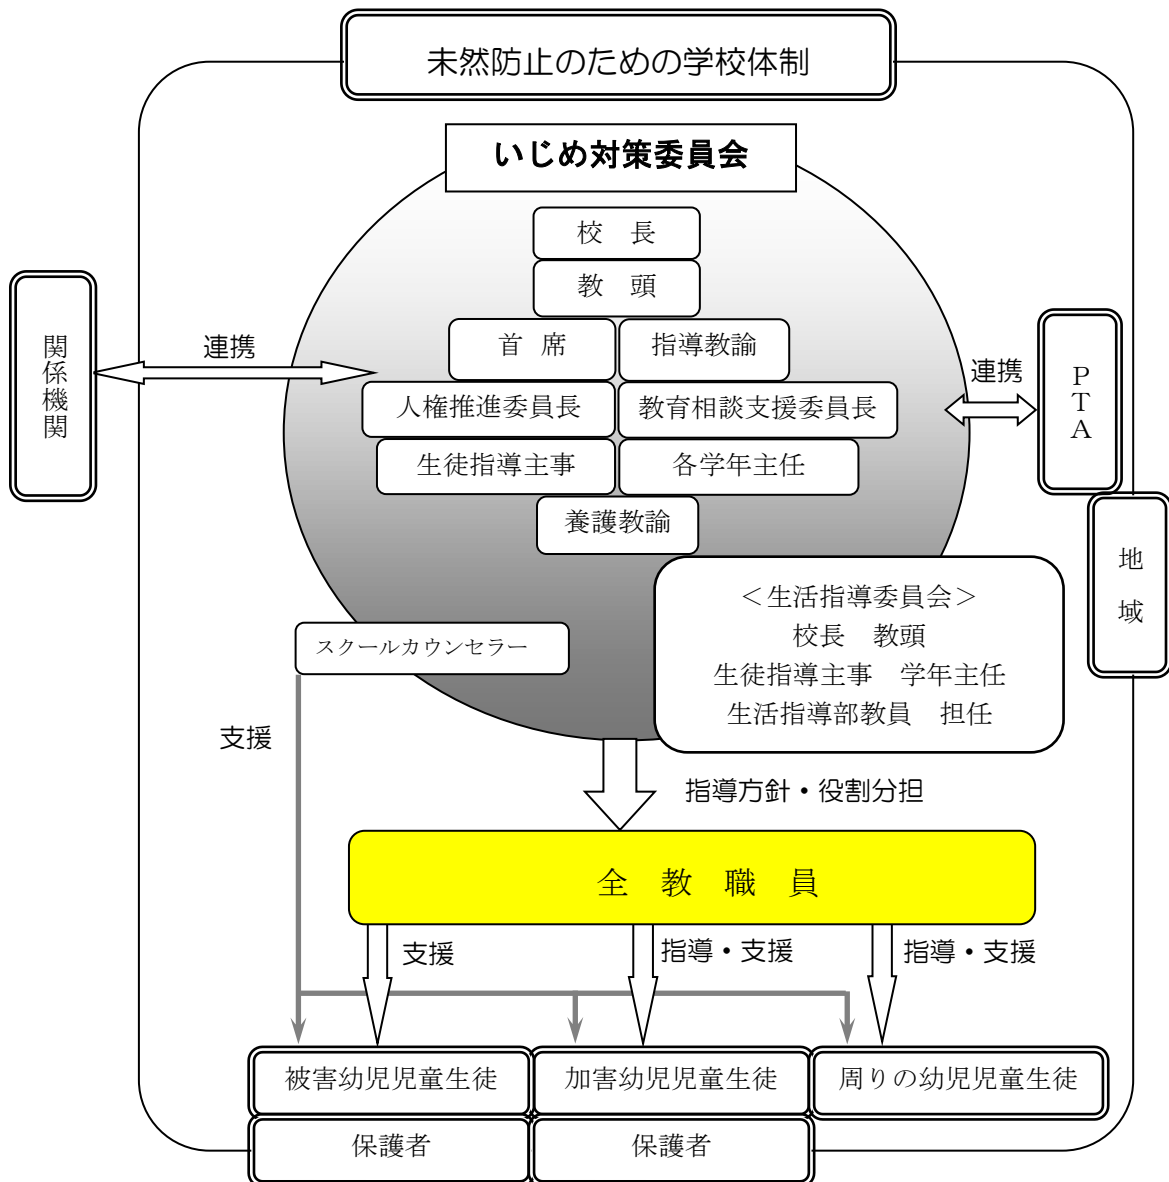 未然防止のための学校体制
いじめ対策委員会
校　長
教　頭
首 席
指導教論
人権推進委員長
教育相談支援委員長
生徒指導主事
各学年主任
養護教論
関係機関
連携
連携
PTA
地域
＜生活指導委員会＞
校長　教頭
生徒指導主事　学年主任
生活指導部教員　担任
スクールカウンセラー
支援
指導方針・役割分担
全　教　職　員
支援
指導・支援
指導・支援
被害幼児児童生徒
加害幼児児童生徒
周りの幼児児童生徒
保護者
保護者